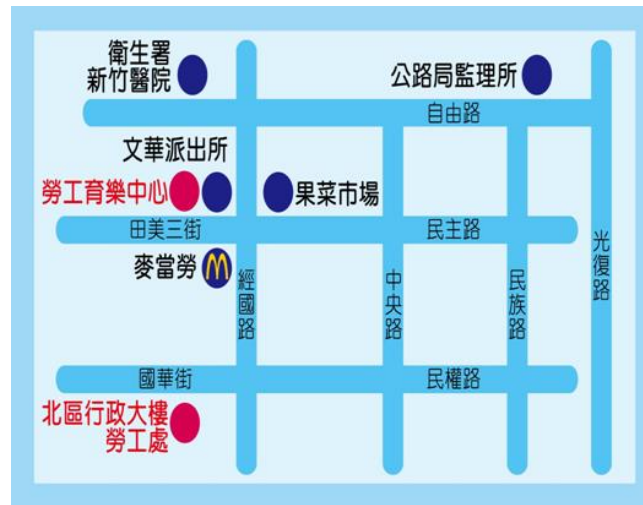 衛生署
新竹醫院
公路局監理所
自由路
文華派出所
勞工育樂中心
果菜市場
田美三街
民主路
光復路
麥當勞
經國路
中央路
民族路
國華街
民權路
北區行政大樓
勞工處